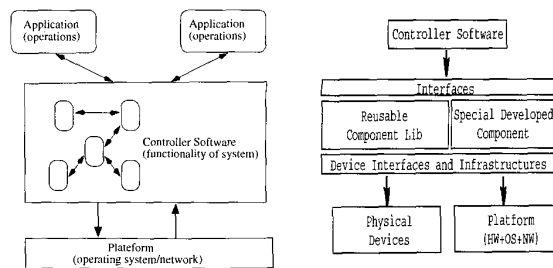 Application
(operations)
Application
(operations)
Controller Software
(functionality of system)
Plateform
(operating system/network)
Controller Software
Interfaces
Reusable
Component Lib
Special Developed
Component
Device Interfaces and Infrastructures
Physical
Devices
Platform
(HW+OS+NW)